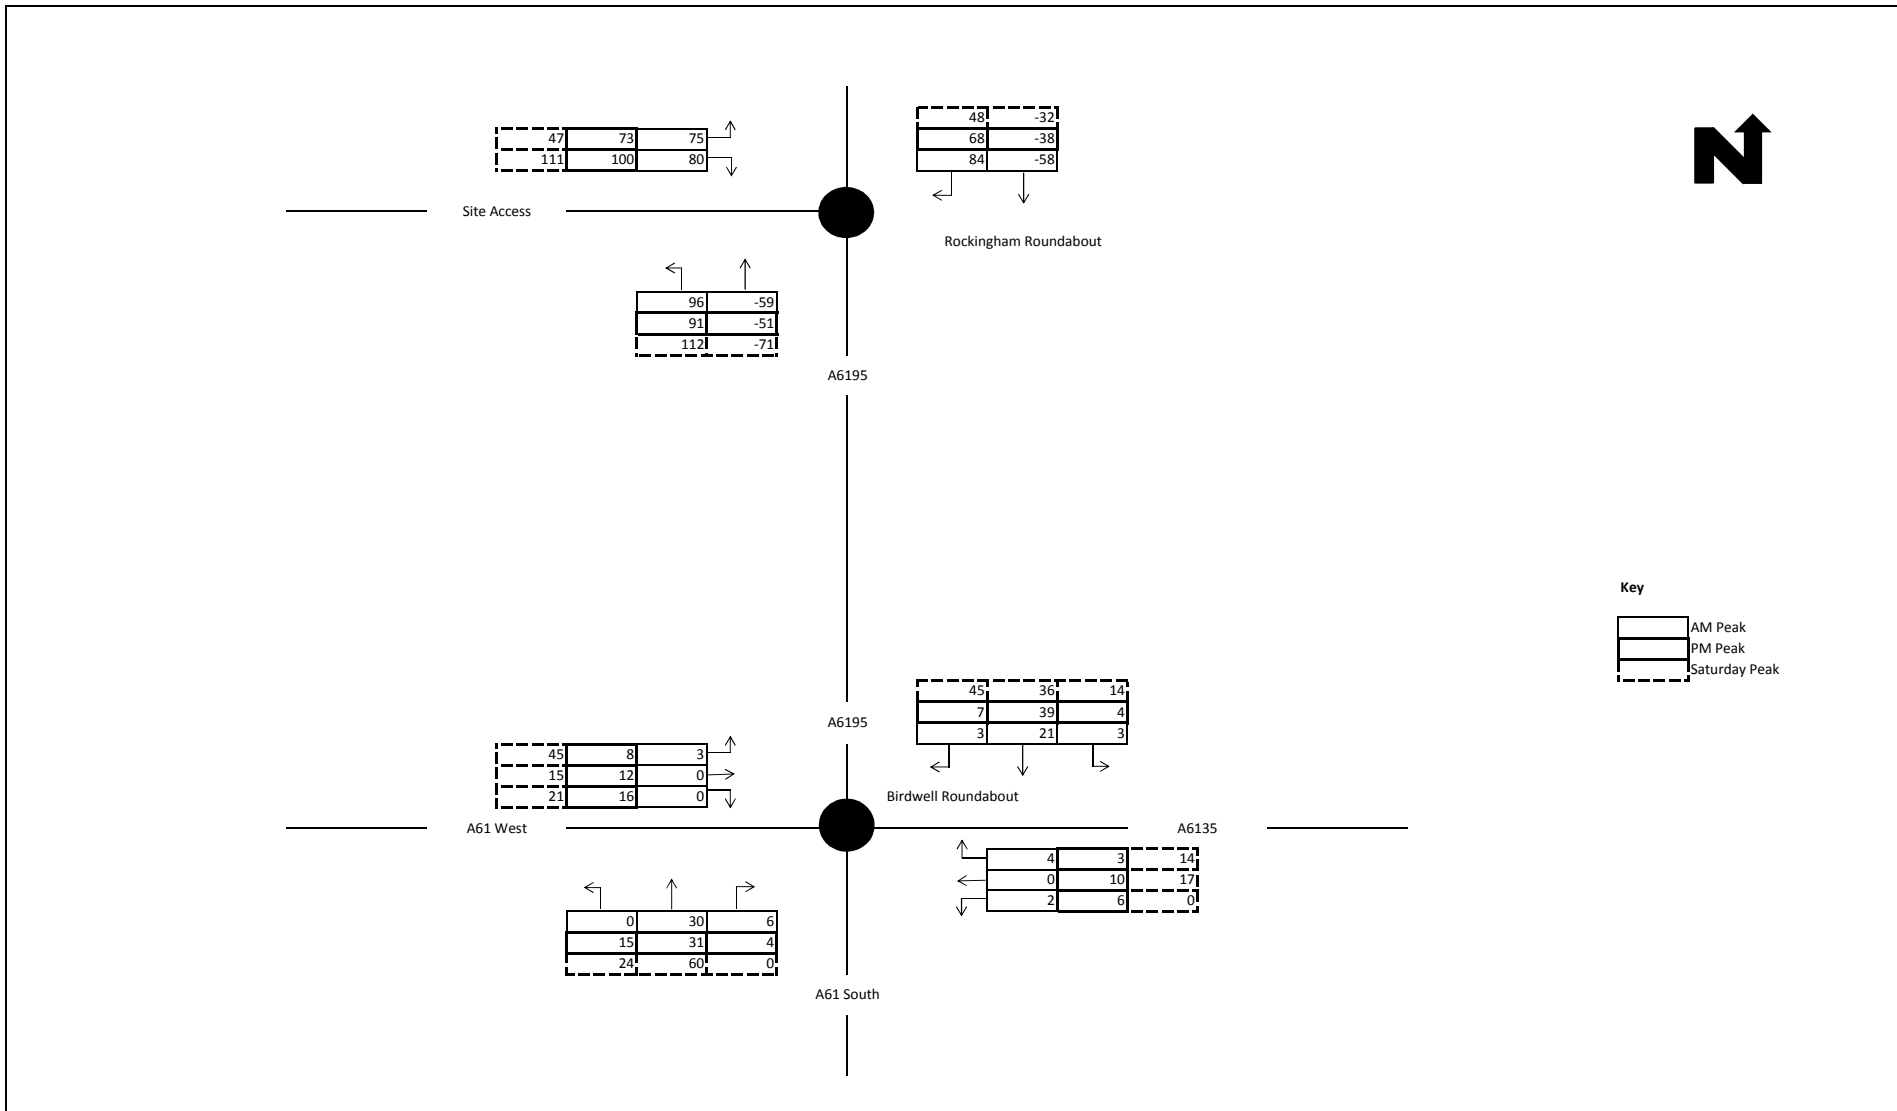 48 -32
47 73 75 68 -38
111 100 80 84 -58
N
Site Access
Rockingham Roundabout
96 -59
91 -51
112 -71
A6195
Key
AM Peak
PM Peak
Saturday Peak
45 36 14
A6195 7 39 4
3 21 3
45 8 3
15 12 0
21 16 0
Birdwell Roundabout
A61 West A6135
4 3 14
0 10 17
2 6 0
0 30 6
15 31 4
24 60 0
A61 South